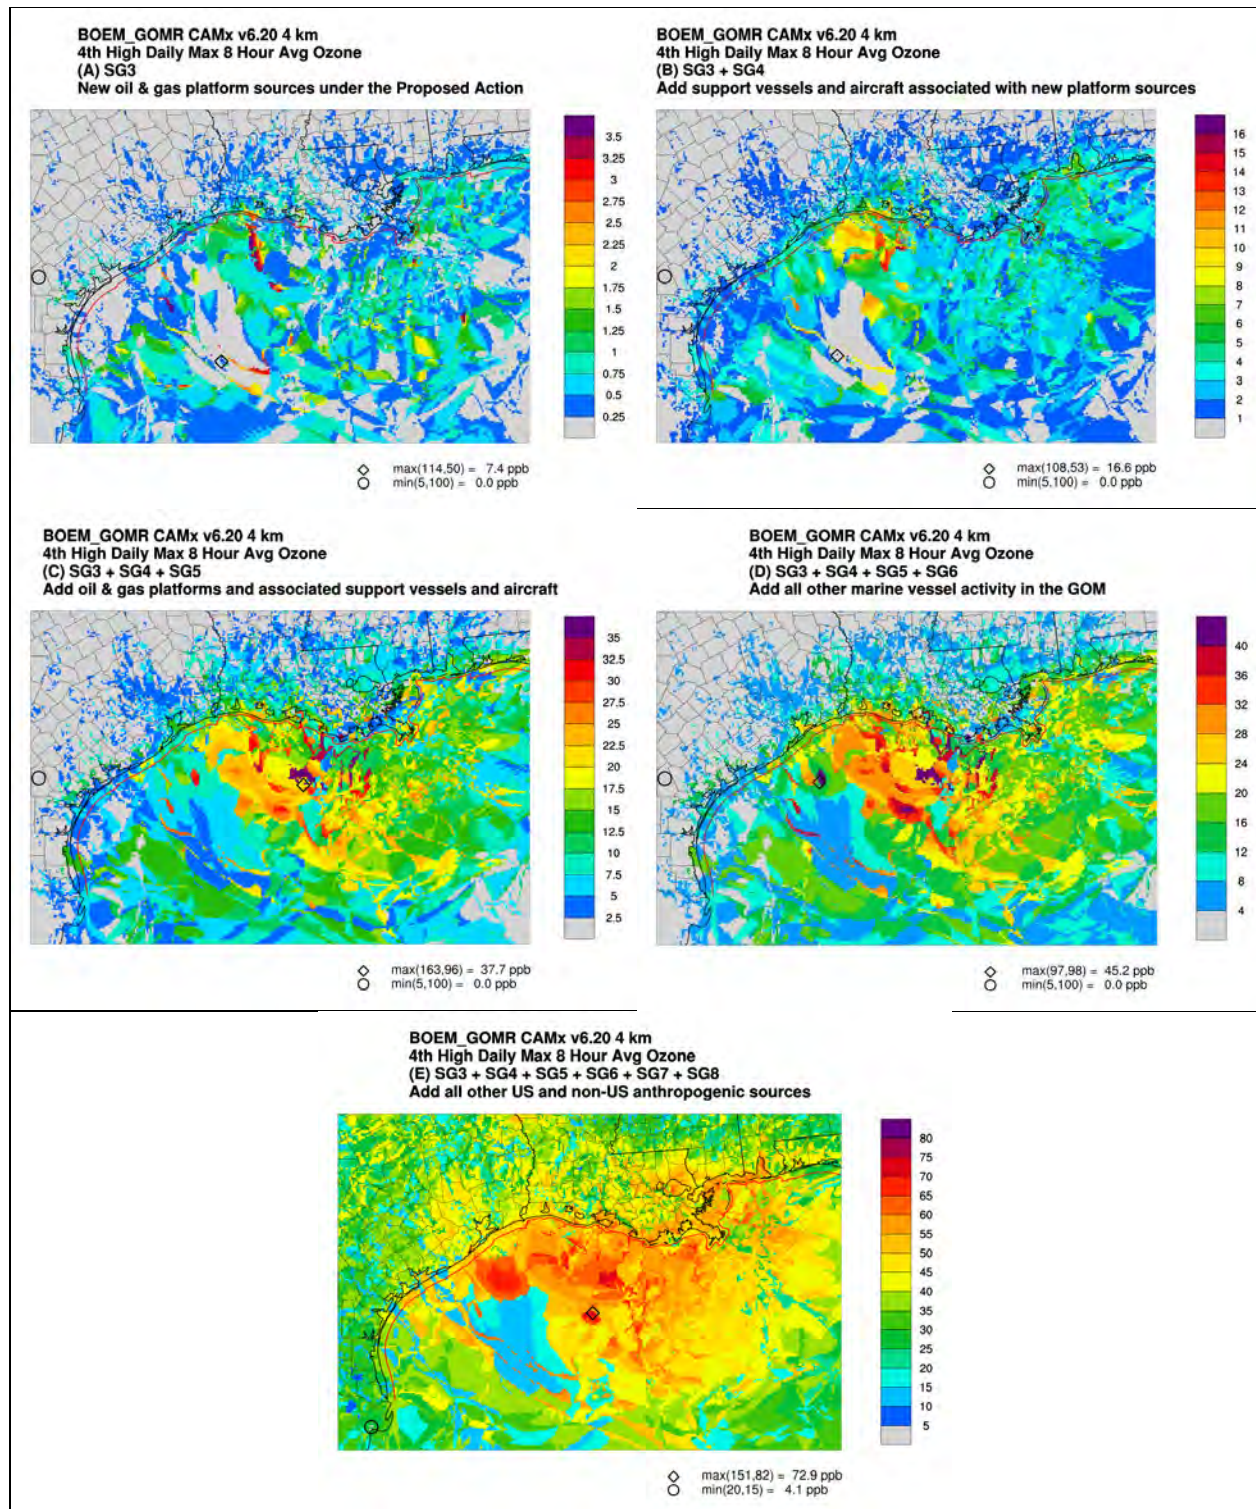 BOEM_GOMR CAMx v6.20 4 km
4th High Daily Max 8 Hour Avg Ozone
(A) SG3
New oil & gas platform sources under the Proposed Action
3.5
3.25
3
2.75
2.5
2.25
2
1.75
1.5
1.25
1
0.75
0.5
0.25
max(114,50) = 7.4 ppb
min(5,100) = 0.0 ppb
BOEM_GOMR CAMx v6.20 4 km
4th High Daily Max 8 Hour Avg Ozone
(B) SG3 + SG4
Add support vessels and aircraft associated with new platform sources
16
15
14
13
12
11
10
9
8
7
6
5
4
3
2
1
max(108,53) = 16.6 ppb
min(5,100) = 0.0 ppb
BOEM_GOMR CAMx v6.20 4 km
4th High Daily Max 8 Hour Avg Ozone
(C) SG3 + SG4 + SG5
Add oil & gas platforms and associated support vessels and aircraft
35
32.5
30
27.5
25
22.5
20
17.5
15
12.5
10
7.5
5
2.5
max(163,96) = 37.7 ppb
min(5,100) = 0.0 ppb
BOEM_GOMR CAMx v6.20 4 km
4th High Daily Max 8 Hour Avg Ozone
(D) SG3 + SG4 + SG5 + SG6
Add all other marine vessel activity in the GOM
40
36
32
28
24
20
16
12
8
4
max(97,98) = 45.2 ppb
min(5,100) = 0.0 ppb
BOEM_GOMR CAMx v6.20 4 km
4th High Daily Max 8 Hour Avg Ozone
(E) SG3 + SG4 + SG5 + SG6 + SG7 + SG8
Add all other US and non-US anthropogenic sources
80
75
70
65
60
55
50
45
40
35
30
25
20
15
10
5
max(151,82) = 72.9 ppb
min(20,15) = 4.1 ppb